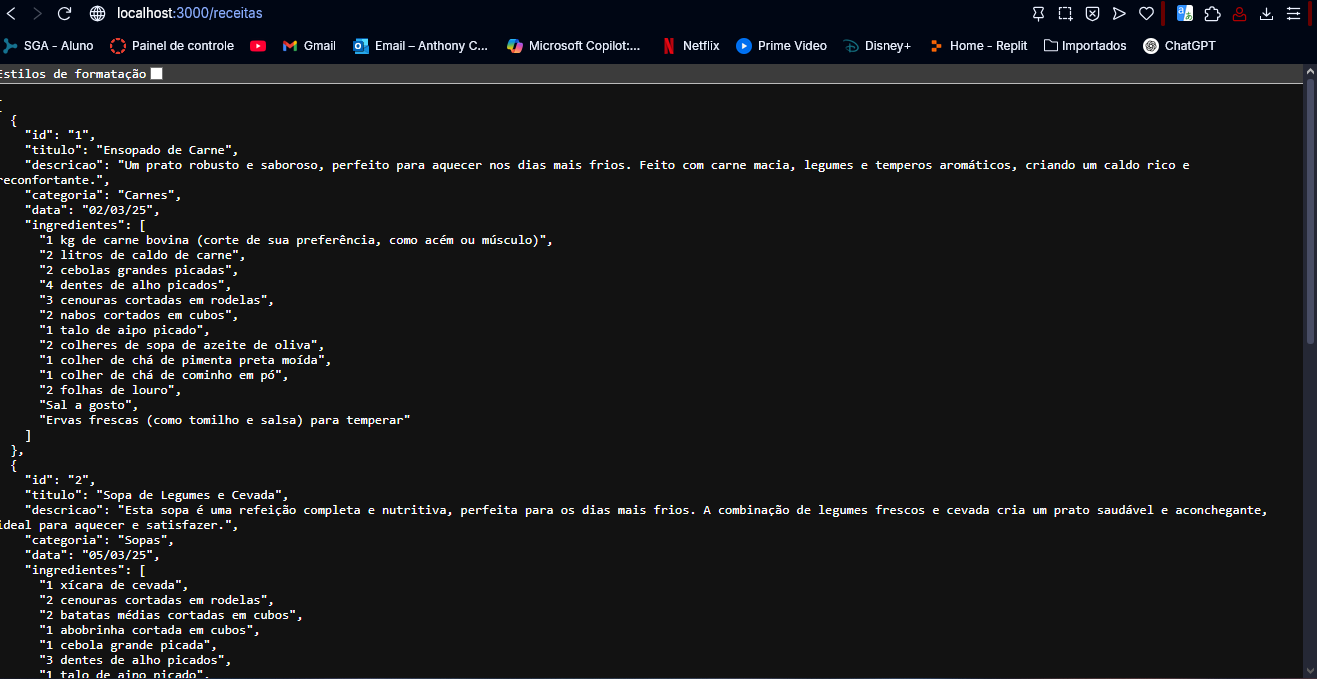 localhost:3000/receitas
SGA - Aluno Painel de controle Gmail Email – Anthony C... Microsoft Copilot:... Netflix Prime Video Disney+ Home - Replit Importados ChatGPT
Estilos de formatação
[
{
"id": "1",
"titulo": "Ensopado de Carne",
"descricao": "Um prato robusto e saboroso, perfeito para aquecer nos dias mais frios. Feito com carne macia, legumes e temperos aromáticos, criando um caldo rico e
reconfortante.",
"categoria": "Carnes",
"data": "02/03/25",
"ingredientes": [
"1 kg de carne bovina (corte de sua preferência, como acém ou músculo)",
"2 litros de caldo de carne",
"2 cebolas grandes picadas",
"4 dentes de alho picados",
"3 cenouras cortadas em rodelas",
"2 nabos cortados em cubos",
"1 talo de aipo picado",
"2 colheres de sopa de azeite de oliva",
"1 colher de chá de pimenta preta moída",
"1 colher de chá de cominho em pó",
"2 folhas de louro",
"Sal a gosto",
"Ervas frescas (como tomilho e salsa) para temperar"
]
},
{
"id": "2",
"titulo": "Sopa de Legumes e Cevada",
"descricao": "Esta sopa é uma refeição completa e nutritiva, perfeita para os dias mais frios. A combinação de legumes frescos e cevada cria um prato saudável e aconchegante,
ideal para aquecer e satisfazer.",
"categoria": "Sopas",
"data": "05/03/25",
"ingredientes": [
"1 xícara de cevada",
"2 cenouras cortadas em rodelas",
"2 batatas médias cortadas em cubos",
"1 abobrinha cortada em cubos",
"1 cebola grande picada",
"3 dentes de alho picados",
"1 talo de aipo picado",